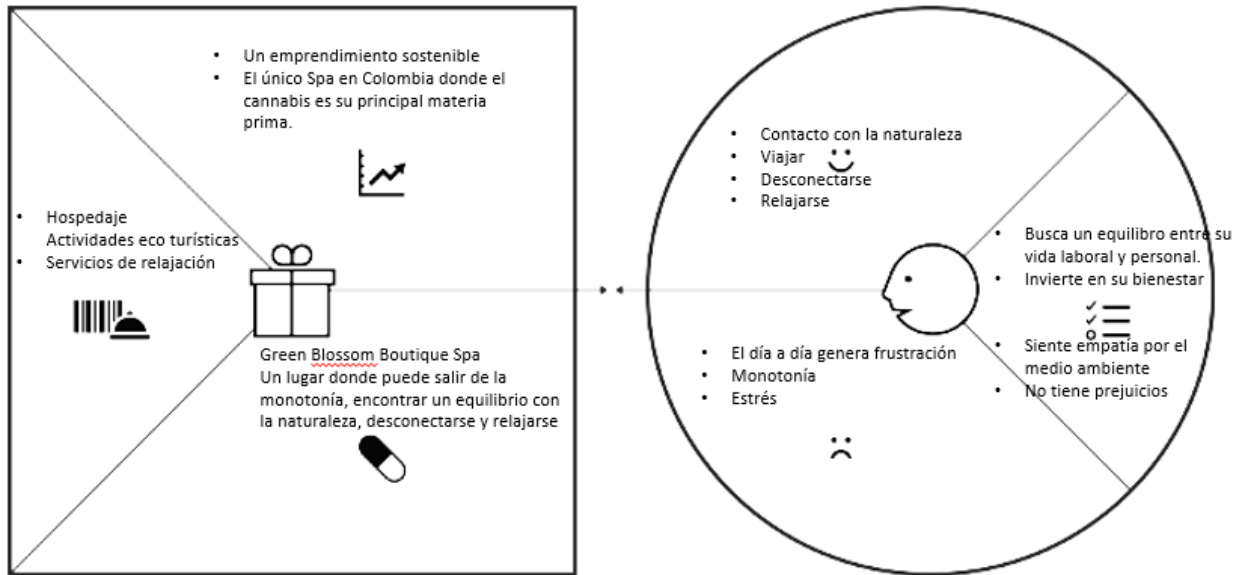 • Un emprendimiento sostenible
• El único Spa en Colombia donde el
cannabis es su principal materia
prima.
• Hospedaje
Actividades eco turísticas
• Servicios de relajación
Green Blossom Boutique Spa
Un lugar donde puede salir de la
monotonía, encontrar un equilibrio con
la naturaleza, desconectarse y relajarse
• Contacto con la naturaleza
• Viajar
• Desconectarse
• Relajarse
• Busca un equilibro entre su
vida laboral y personal.
• Invierte en su bienestar
• Siente empatía por el
medio ambiente
• No tiene prejuicios
• El día a día genera frustración
• Monotonía
• Estrés